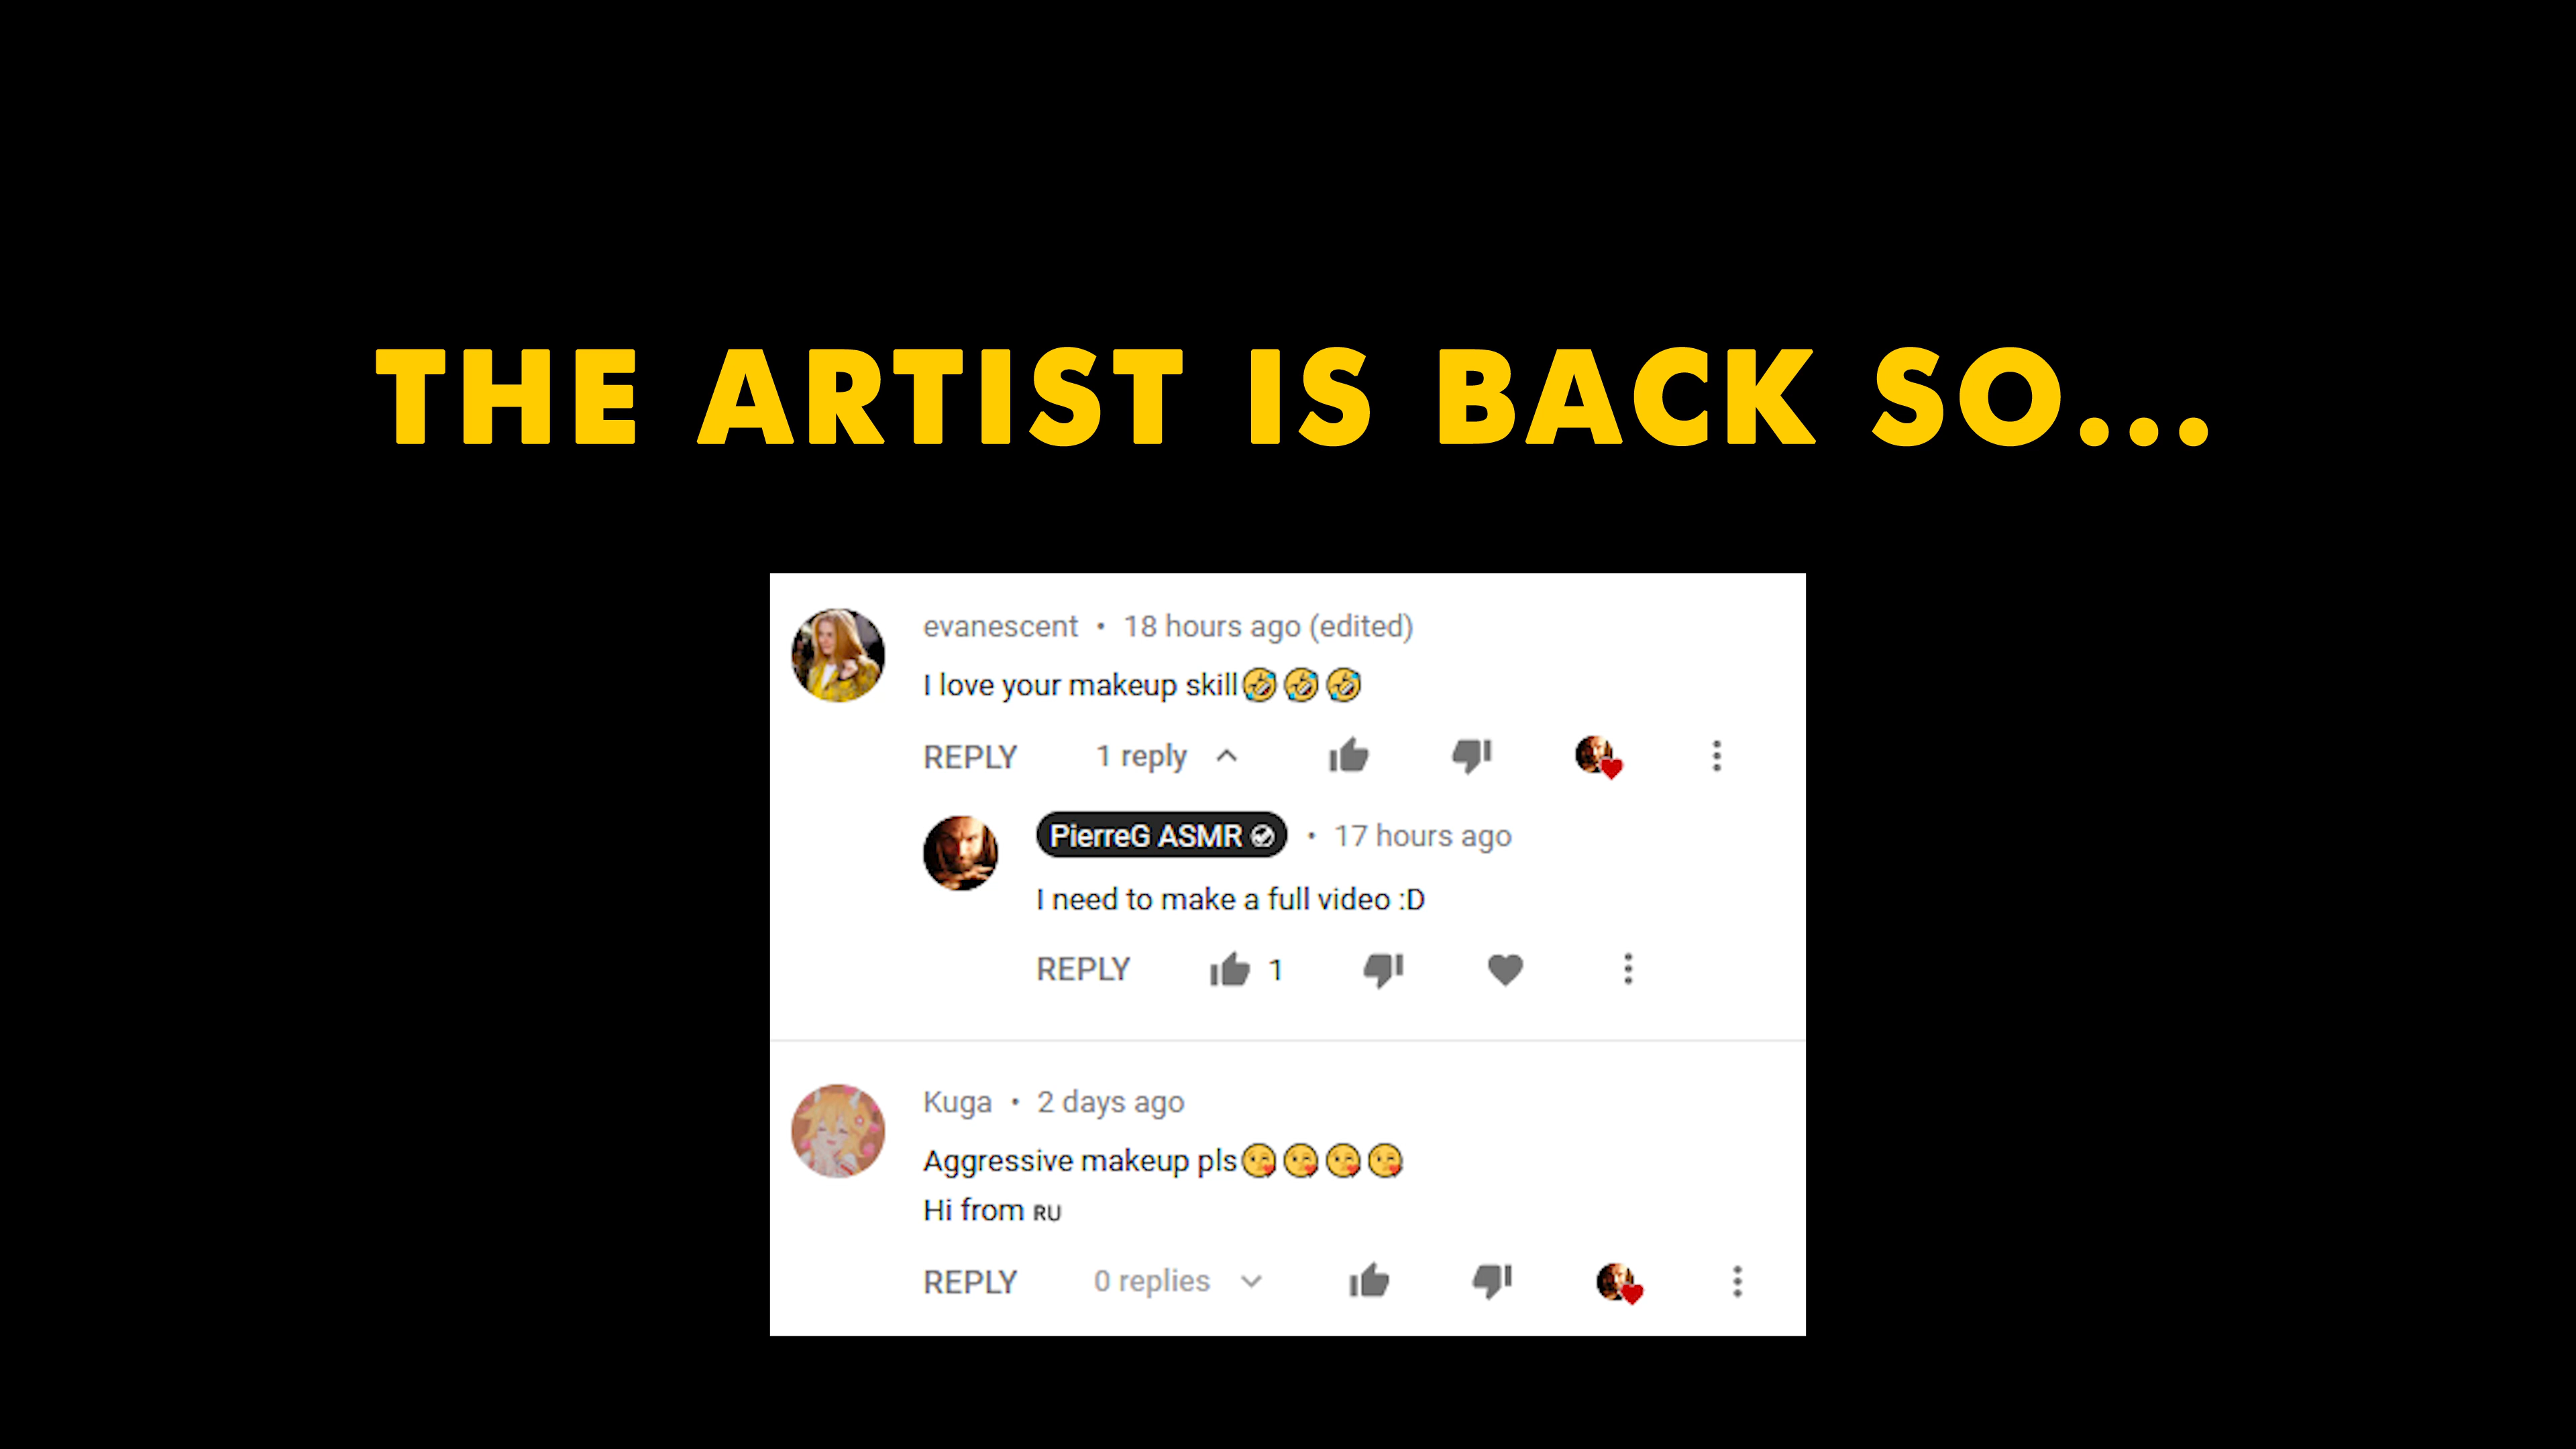 THE ARTIST IS BACK SO...
evanescent • 18 hours ago (edited)
I love your makeup skill🤣🤣🤣
REPLY 1 reply
PierreG ASMR • 17 hours ago
I need to make a full video :D
REPLY 1
Kuga • 2 days ago
Aggressive makeup pls😘😘😘😘
Hi from RU
REPLY 0 replies